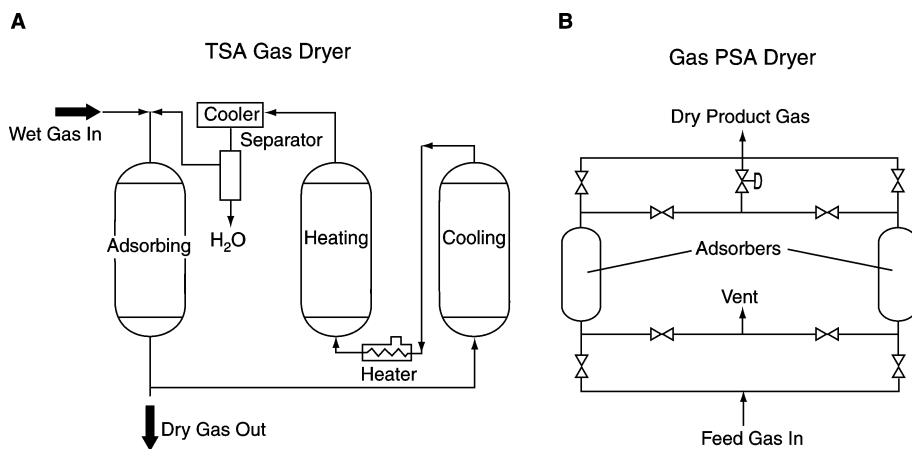 A
TSA Gas Dryer
Wet Gas In
Cooler
Separator
Adsorbing
H₂O
Heating
Cooling
Heater
Dry Gas Out
B
Gas PSA Dryer
Dry Product Gas
Adsorbers
Vent
Feed Gas In